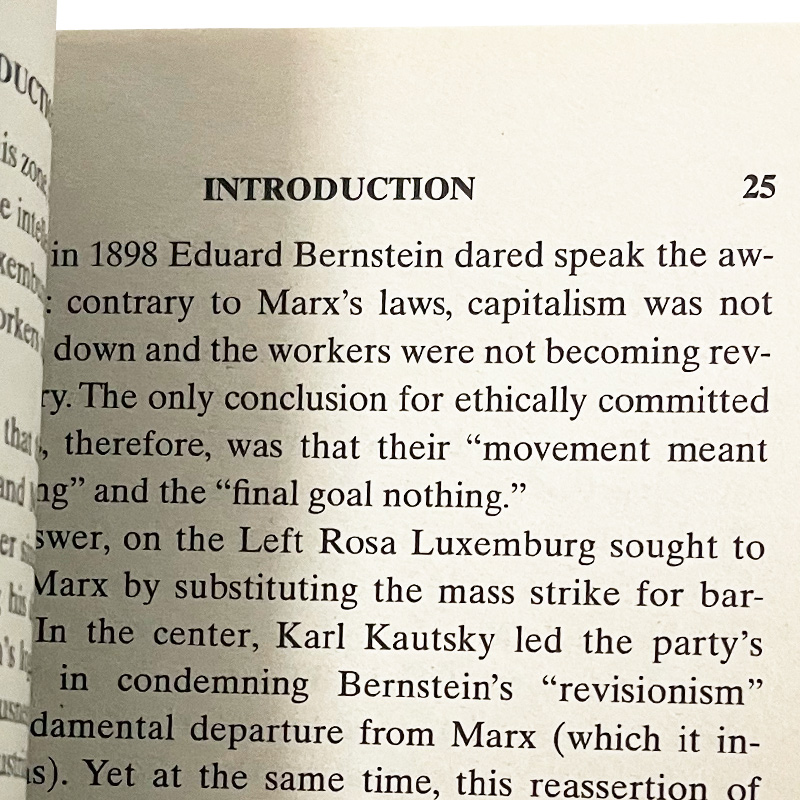 INTRODUCTION 25
in 1898 Eduard Bernstein dared speak the aw-
: contrary to Marx's laws, capitalism was not
down and the workers were not becoming rev-
ry. The only conclusion for ethically committed
, therefore, was that their “movement meant
ng” and the “final goal nothing.”
swer, on the Left Rosa Luxemburg sought to
Marx by substituting the mass strike for bar-
In the center, Karl Kautsky led the party's
in condemning Bernstein's “revisionism”
damental departure from Marx (which it in-
s). Yet at the same time, this reassertion of